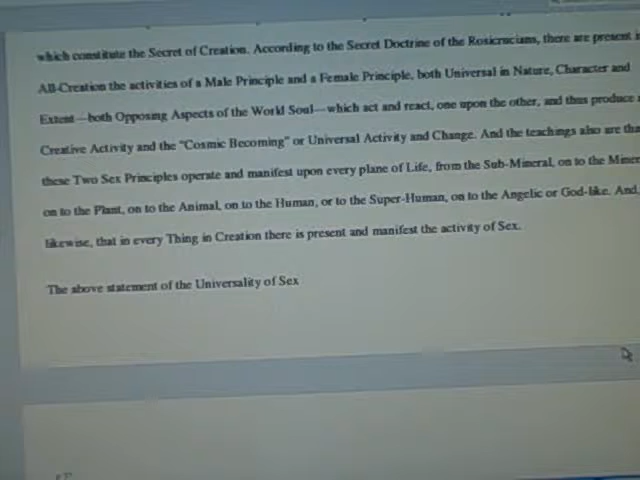 which constitute the Secret of Creation. According to the Secret Doctrine of the Rosicrucians, there are present
All-Creation the activities of a Male Principle and a Female Principle, both Universal in Nature, Character and
Extent—both Opposing Aspects of the World Soul—which act and react, one upon the other, and thus produce
Creative Activity and the "Cosmic Becoming" or Universal Activity and Change. And the teachings also are tha
these Two Sex Principles operate and manifest upon every plane of Life, from the Sub-Mineral, on to the Miner
on to the Plant, on to the Animal, on to the Human, or to the Super-Human, on to the Angelic or God-like. And,
likewise, that in every Thing in Creation there is present and manifest the activity of Sex.
The above statement of the Universality of Sex